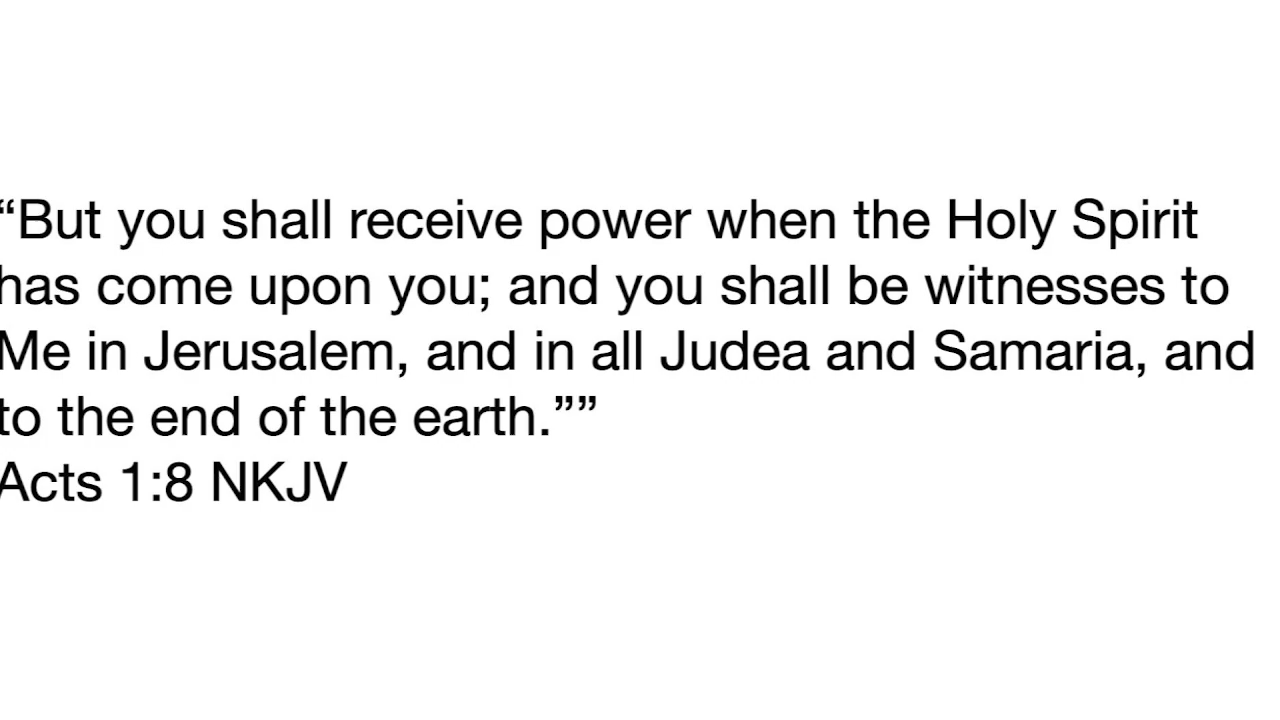 “But you shall receive power when the Holy Spirit
has come upon you; and you shall be witnesses to
Me in Jerusalem, and in all Judea and Samaria, and
to the end of the earth.””
Acts 1:8 NKJV